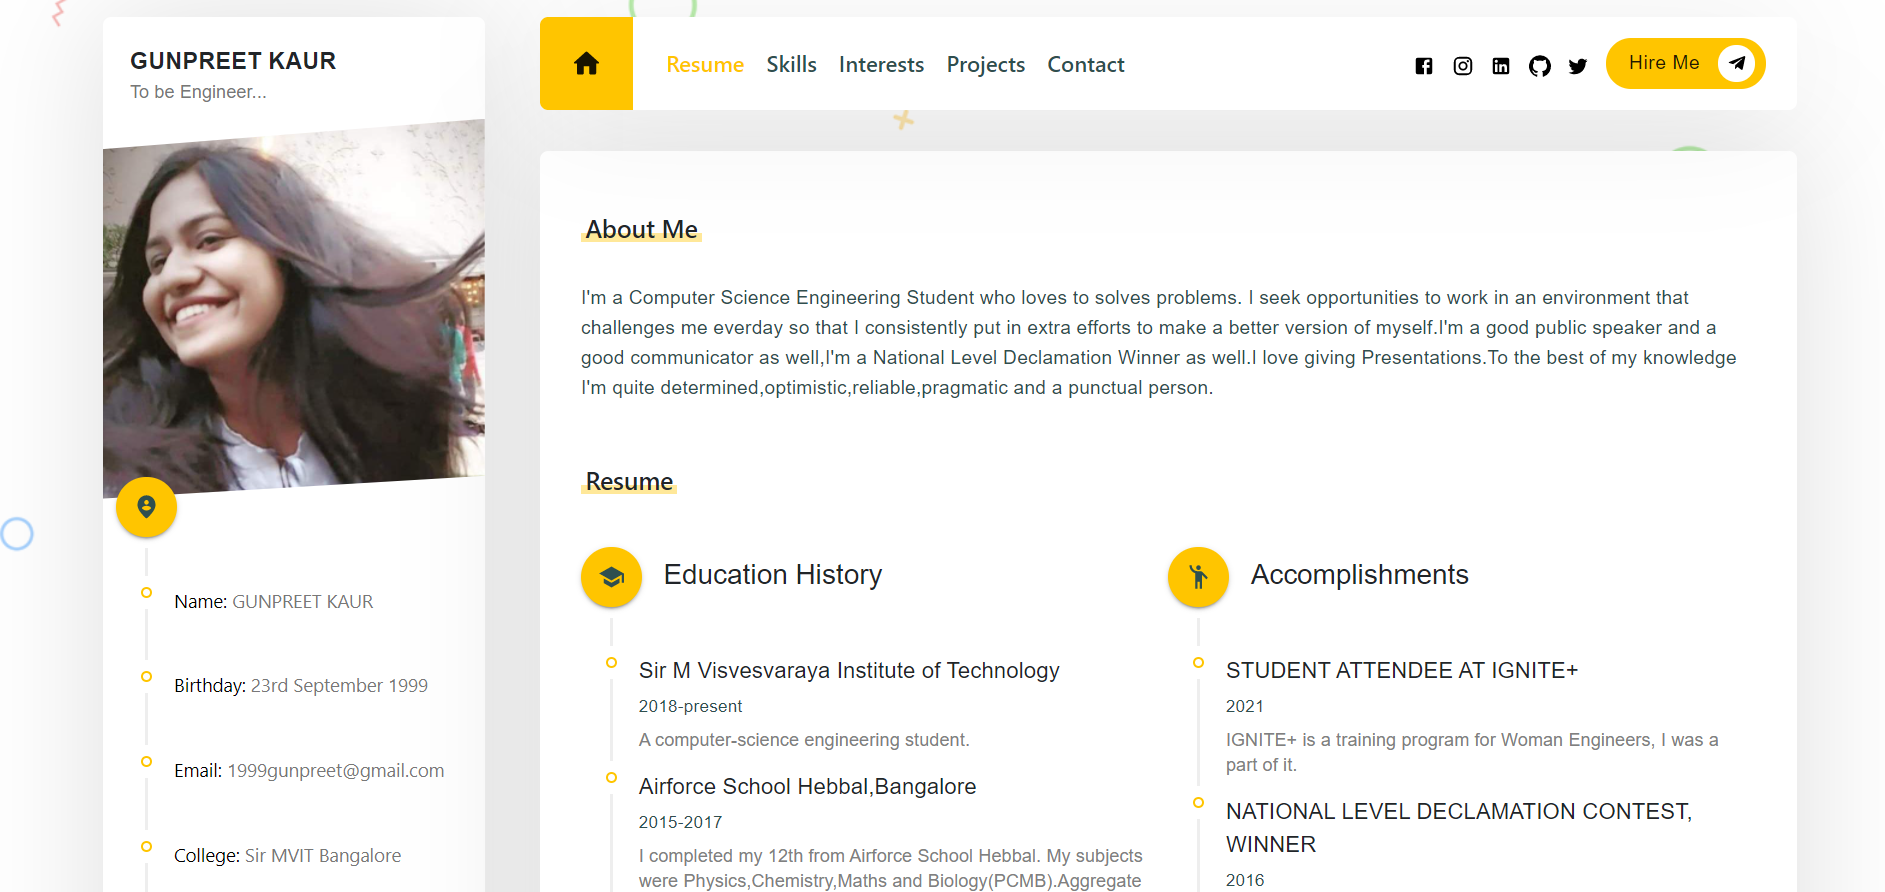 GUNPREET KAUR
To be Engineer...
Name: GUNPREET KAUR
Birthday: 23rd September 1999
Email: 1999gunpreet@gmail.com
College: Sir MVIT Bangalore
Resume Skills Interests Projects Contact
Hire Me
About Me
I'm a Computer Science Engineering Student who loves to solves problems. I seek opportunities to work in an environment that
challenges me everday so that I consistently put in extra efforts to make a better version of myself.I'm a good public speaker and a
good communicator as well,I'm a National Level Declamation Winner as well.I love giving Presentations.To the best of my knowledge
I'm quite determined,optimistic,reliable,pragmatic and a punctual person.
Resume
Education History
Sir M Visvesvaraya Institute of Technology
2018-present
A computer-science engineering student.
Airforce School Hebbal,Bangalore
2015-2017
I completed my 12th from Airforce School Hebbal. My subjects
were Physics,Chemistry,Maths and Biology(PCMB).Aggregate
Accomplishments
STUDENT ATTENDEE AT IGNITE+
2021
IGNITE+ is a training program for Woman Engineers, I was a
part of it.
NATIONAL LEVEL DECLAMATION CONTEST,
WINNER
2016